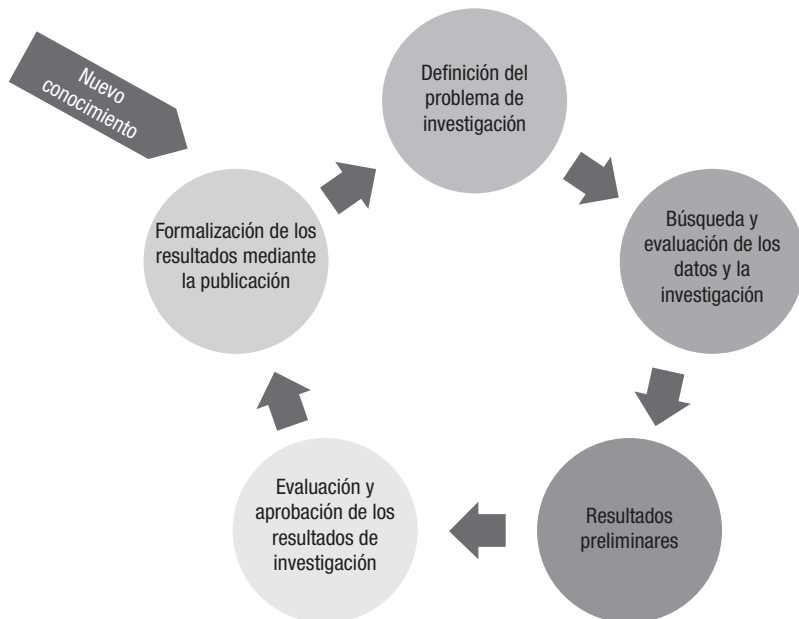 Nuevo
conocimiento
Definición del
problema de
investigación
Búsqueda y
evaluación de los
datos y la
investigación
Resultados
preliminares
Evaluación y
aprobación de los
resultados de
investigación
Formalización de los
resultados mediante
la publicación